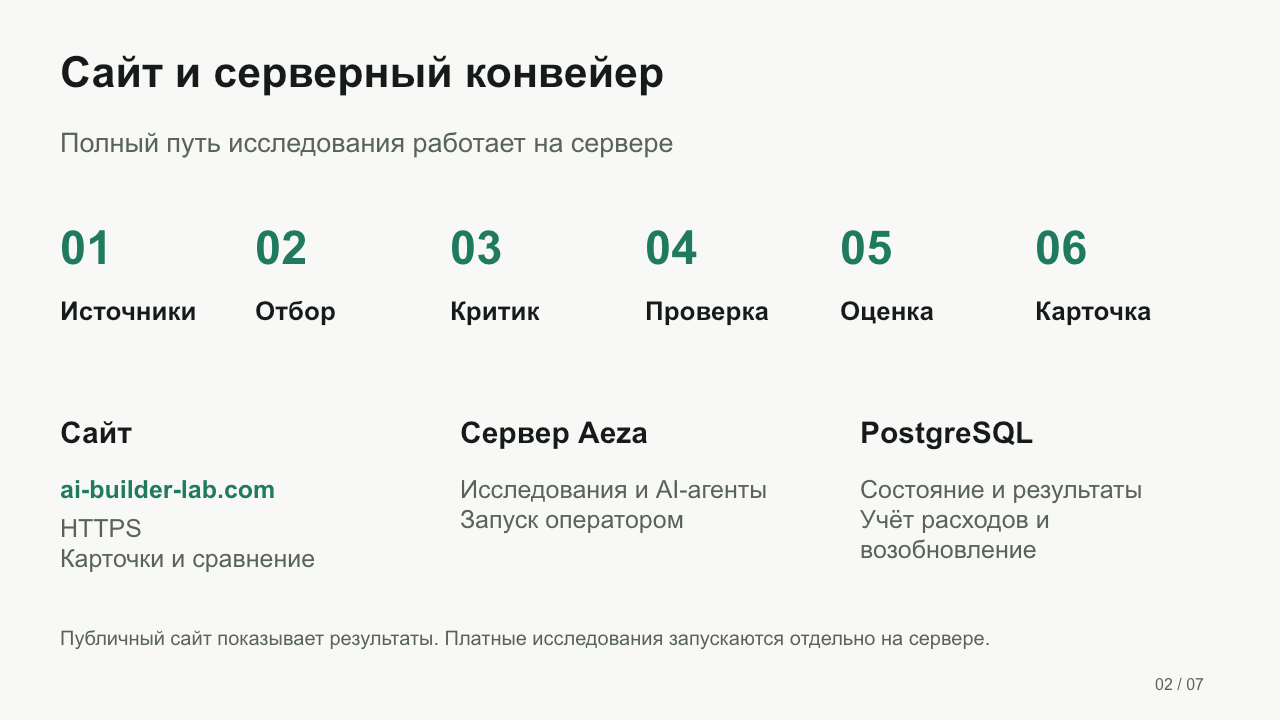 Сайт и серверный конвейер
Полный путь исследования работает на сервере
01 02 03 04 05 06
Источники Отбор Критик Проверка Оценка Карточка
Сайт
ai-builder-lab.com
HTTPS
Карточки и сравнение
Сервер Aeza
Исследования и AI-агенты
Запуск оператором
PostgreSQL
Состояние и результаты
Учёт расходов и
возобновление
Публичный сайт показывает результаты. Платные исследования запускаются отдельно на сервере.
02 / 07